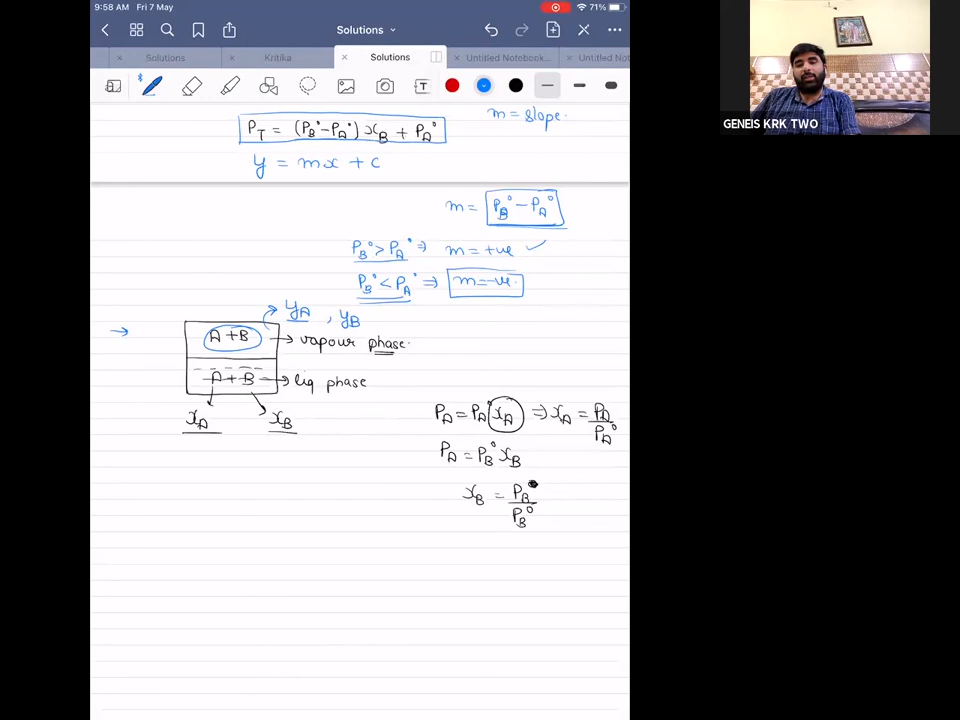 9:58 AM Fri 7 May
71%
Solutions
Solutions
Kritika
Solutions
Untitled Notebook...
Untitled Not
T
GENEIS KRK TWO
m = slope.
P_T = (P_B° - P_A°) x_B + P_A°
y = mx + c
m = P_B° - P_A°
P_B° > P_A° ⇒ m = +ve ✓
P_B° < P_A° ⇒ m = -ve
→ y_A , y_B
A + B → vapour phase.
A + B → liq phase
x_A x_B
P_A = P_A° x_A ⇒ x_A = P_A / P_A°
P_A = P_B° x_B
x_B = P_B / P_B°